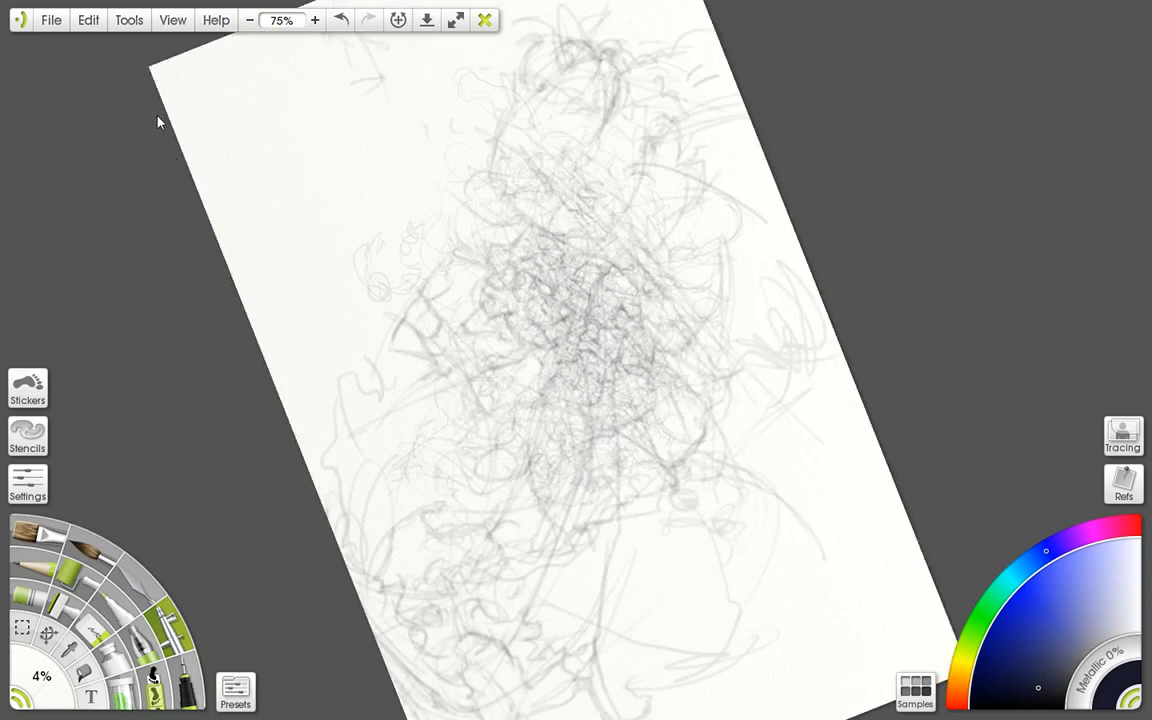 File Edit Tools View Help − 75% +
Stickers
Stencils
Settings
Tracing
Refs
4%
T
Presets
Samples
Metallic 0%